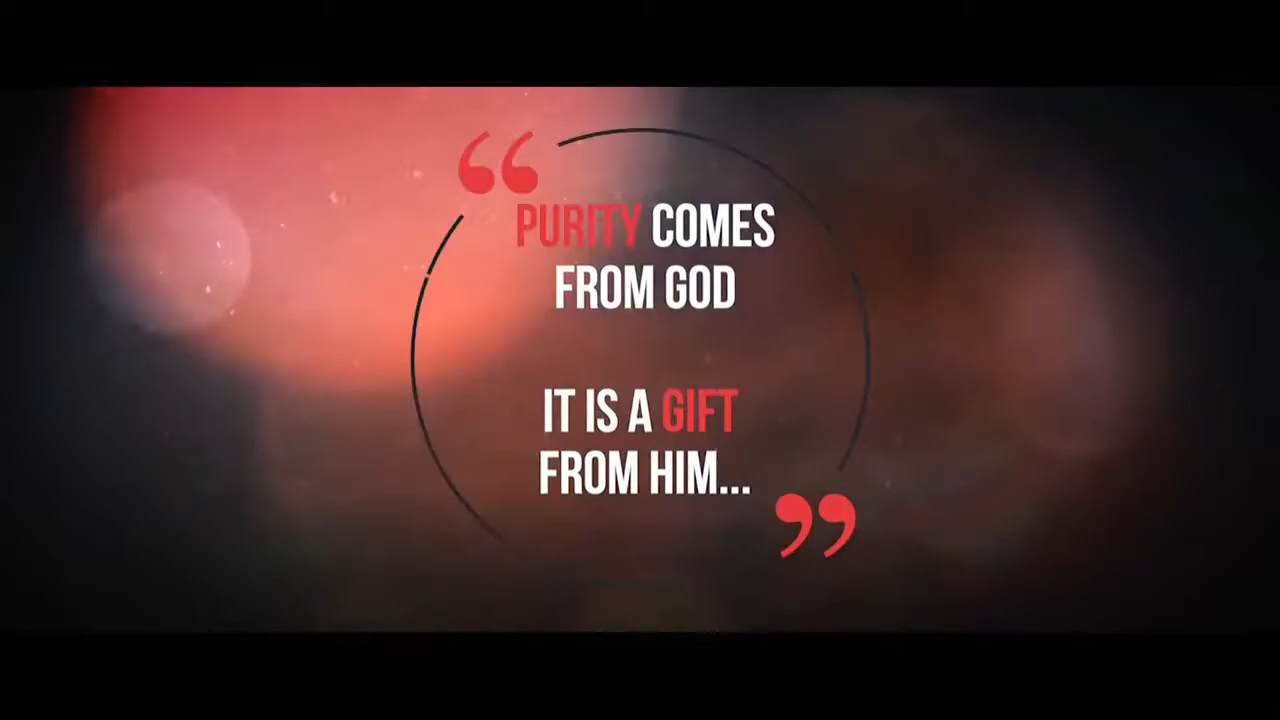 “PURITY COMES
FROM GOD
IT IS A GIFT
FROM HIM...”